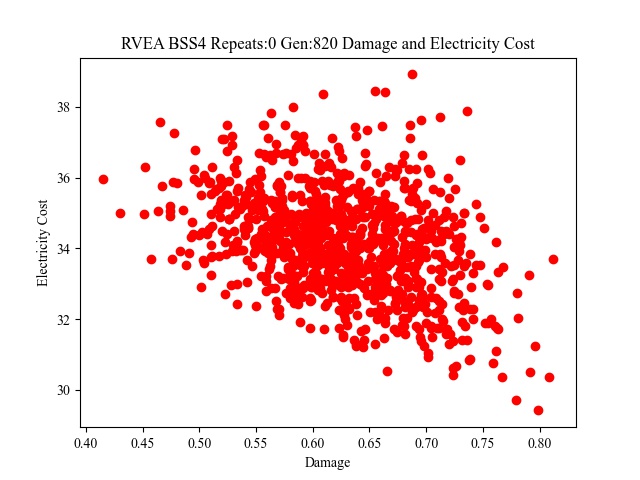 RVEA BSS4 Repeats:0 Gen:820 Damage and Electricity Cost
Electricity Cost
38
36
34
32
30
0.40 0.45 0.50 0.55 0.60 0.65 0.70 0.75 0.80
Damage